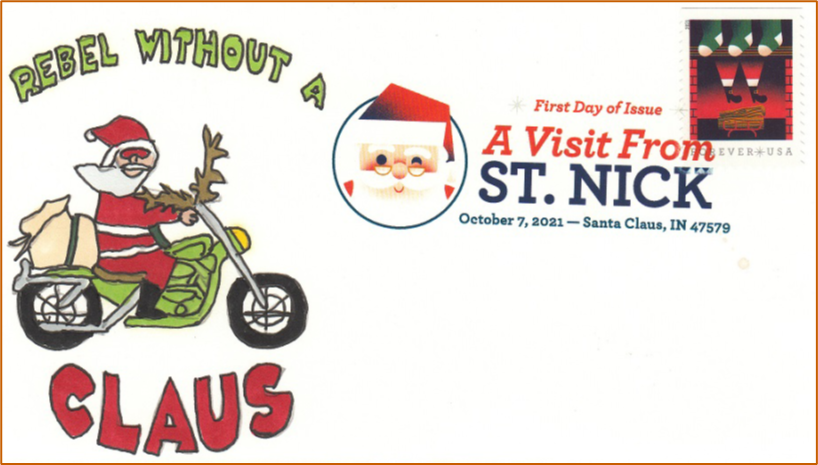 REBEL WITHOUT A
CLAUS
First Day of Issue
A Visit From
ST. NICK
October 7, 2021 — Santa Claus, IN 47579
FOREVER USA